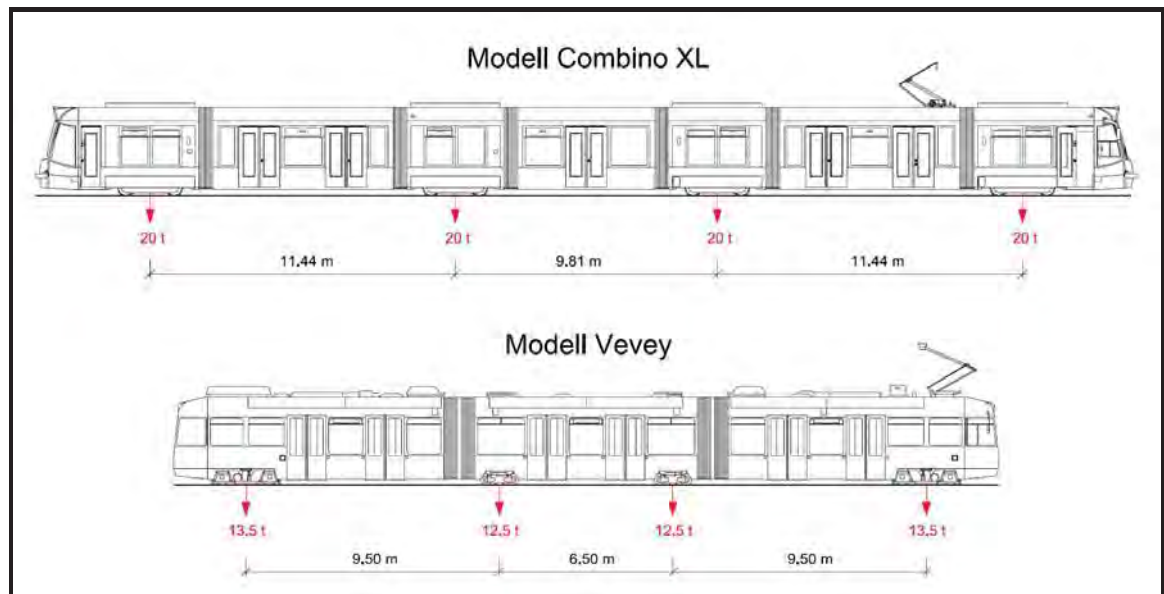 Modell Combino XL
20 t 20 t 20 t 20 t
11.44 m 9.81 m 11.44 m
Modell Vevey
13.5 t 12.5 t 12.5 t 13.5 t
9.50 m 6.50 m 9.50 m